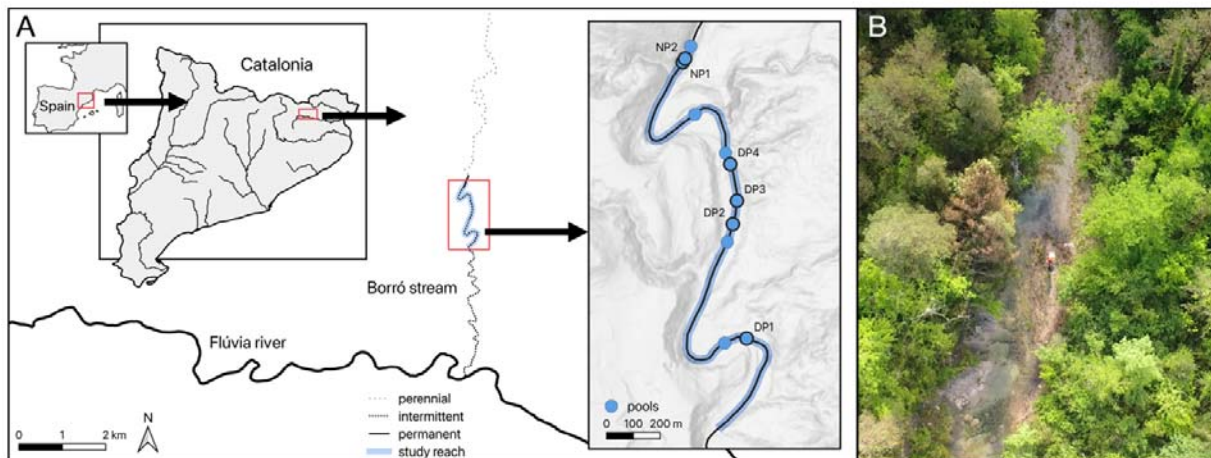 A
Spain
Catalonia
Borró stream
Flúvia river
0 1 2 km
N
perennial
intermittent
permanent
study reach
NP2
NP1
DP4
DP3
DP2
DP1
pools
0 100 200 m
B